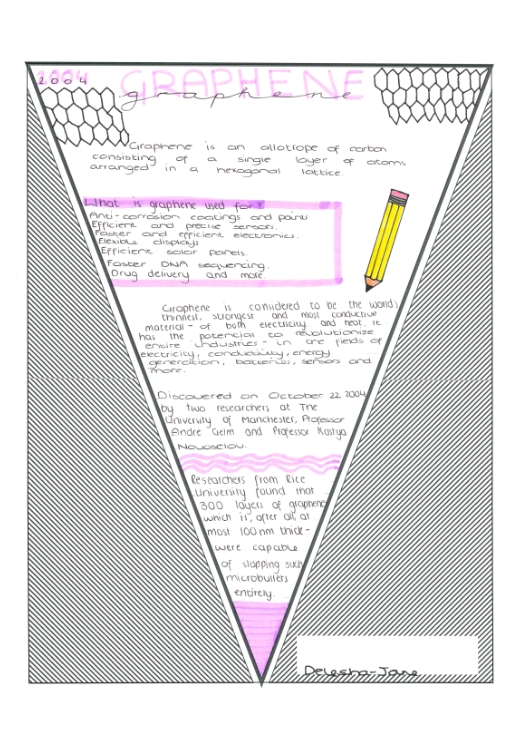 2004
GRAPHENE
graphene
Graphene is an allotrope of carbon
consisting of a single layer of atoms
arranged in a hexagonal lattice.
What is graphene used for?
Anti-corrosion coatings and paints
Efficient and precise sensors.
Faster and efficient electronics.
Flexible displays
Efficient solar panels.
Faster DNA sequencing.
Drug delivery and more.
Graphene is considered to be the worlds
thinnest, strongest and most conductive
material - of both electricity and heat, it
has the potential to revolutionize
entire industries - in the fields of
electricity, conductivity, energy
generation, batteries, sensors and
more.
Discovered on October 22 2004
by two researchers at The
University of Manchester, Professor
Andre Geim and Professor Kostya
Novoselov.
Researchers from Rice
University found that
300 layers of graphene
which is, after all, at
most 100nm thick -
were capable
of stopping such
microbullets
entirely.
Delesha-Jane